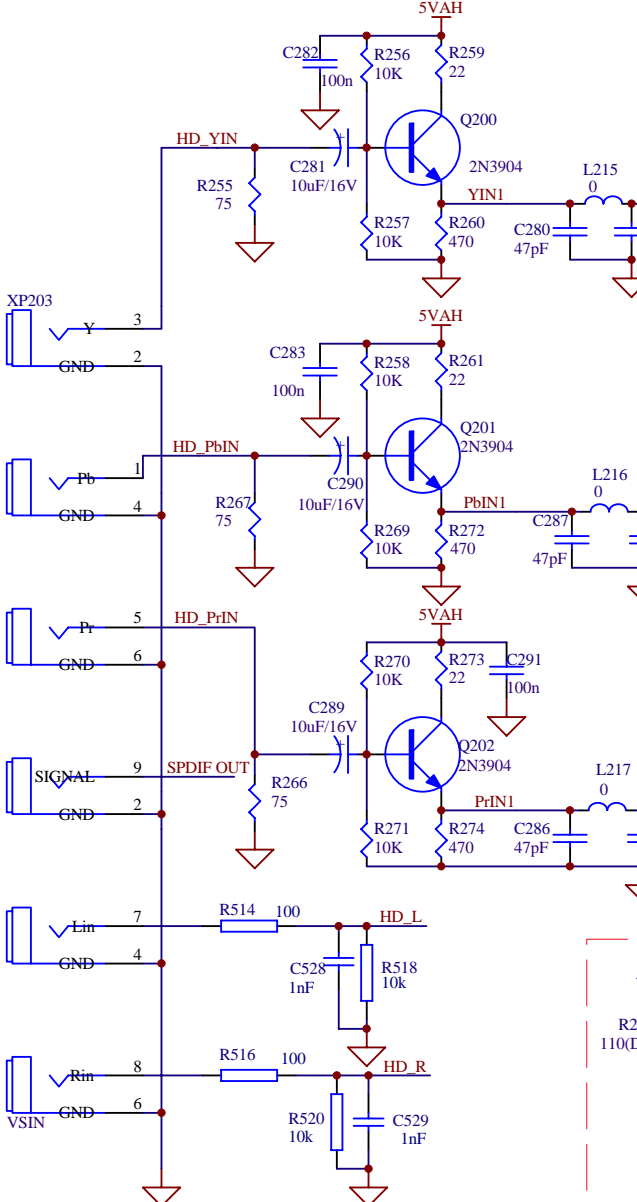 5VAH
C282
100n
R256
10K
R259
22
Q200
2N3904
HD_YIN
C281
10uF/16V
R255
75
YIN1
L215
0
R257
10K
R260
470
C280
47pF
XP203
Y
3
GND
2
5VAH
C283
100n
R258
10K
R261
22
Q201
2N3904
HD_PbIN
C290
10uF/16V
Pb
1
R267
75
PbIN1
L216
0
GND
4
R269
10K
R272
470
C287
47pF
5VAH
Pr
5
HD_PrIN
GND
6
R270
10K
R273
22
C291
100n
C289
10uF/16V
Q202
2N3904
SIGNAL
9
SPDIF OUT
R266
75
PrIN1
L217
0
GND
2
R271
10K
R274
470
C286
47pF
Lin
7
R514
100
HD_L
GND
4
C528
1nF
R518
10k
Rin
8
R516
100
HD_R
GND
6
VSIN
R520
10k
C529
1nF